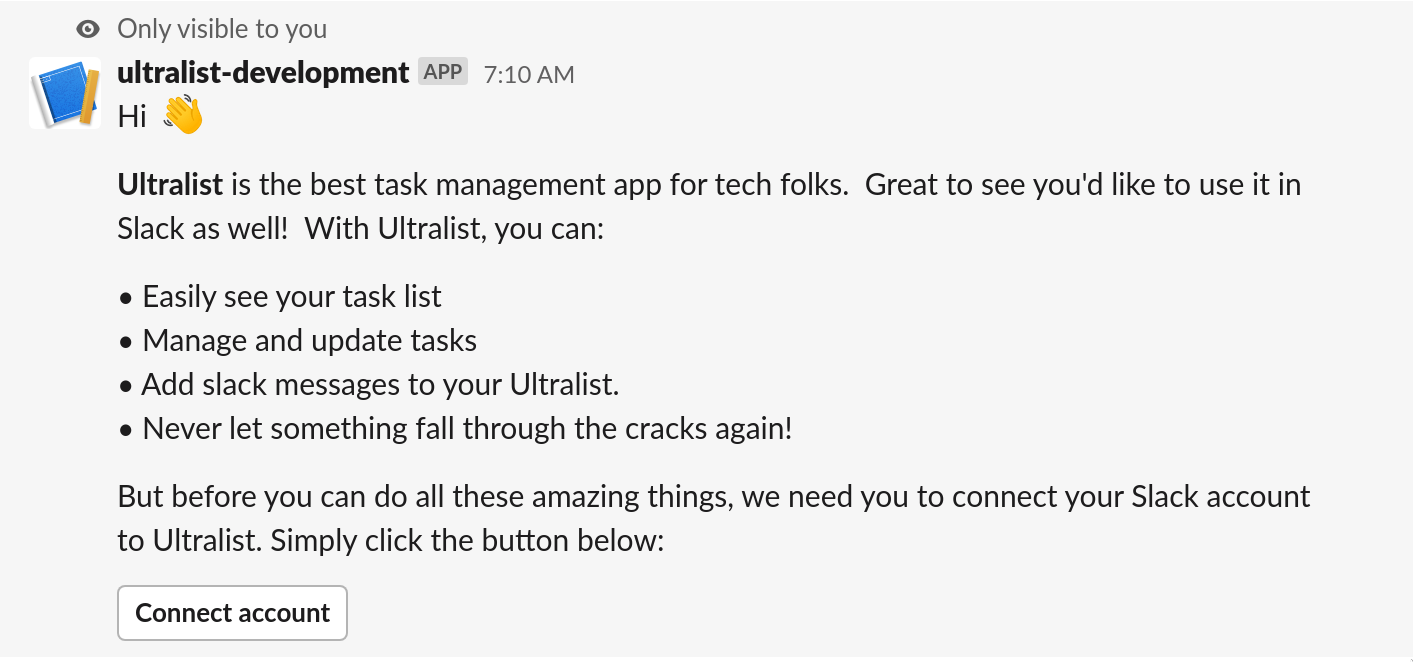 Only visible to you
ultralist-development APP 7:10 AM
Hi 👋
Ultralist is the best task management app for tech folks.  Great to see you'd like to use it in
Slack as well!  With Ultralist, you can:
• Easily see your task list
• Manage and update tasks
• Add slack messages to your Ultralist.
• Never let something fall through the cracks again!
But before you can do all these amazing things, we need you to connect your Slack account
to Ultralist. Simply click the button below:
Connect account